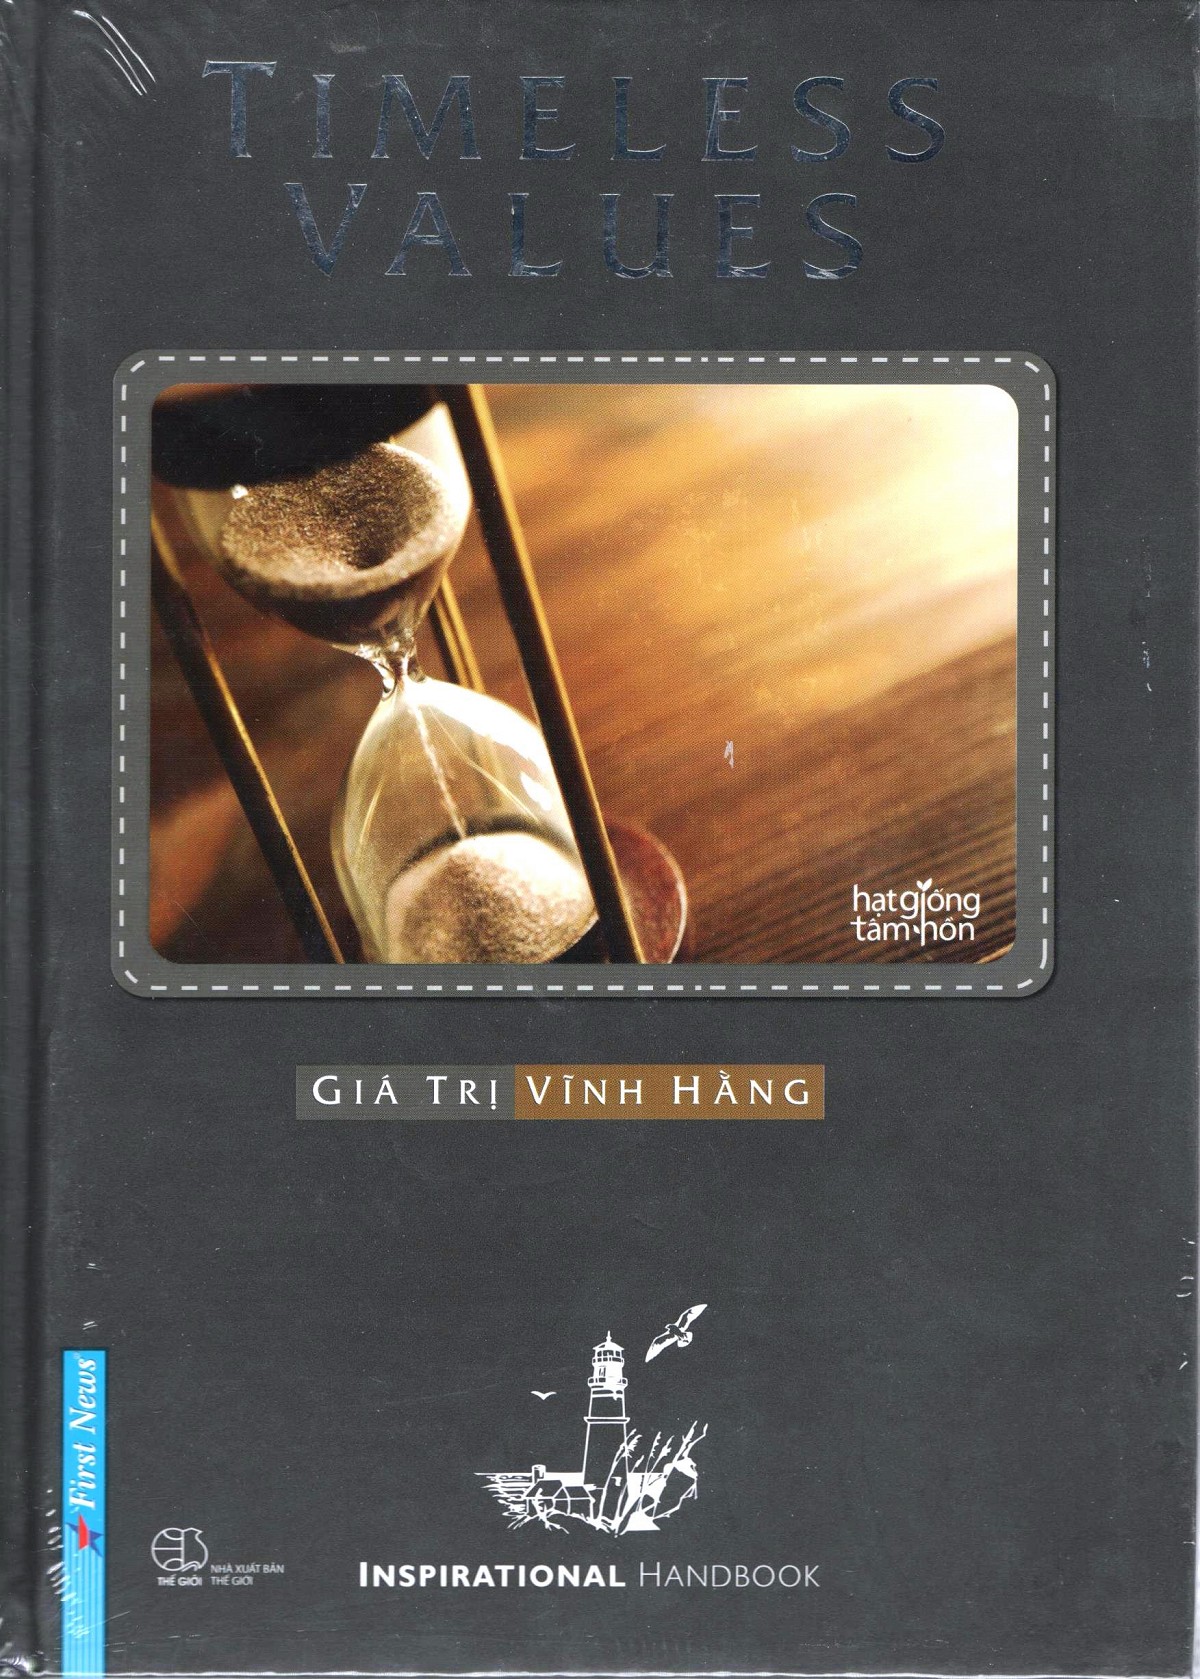 TIMELESS
VALUES
hạt giống
tâm hồn
GIÁ TRỊ VĨNH HẰNG
First News
THẾ GIỚI
NHÀ XUẤT BẢN
THẾ GIỚI
INSPIRATIONAL HANDBOOK